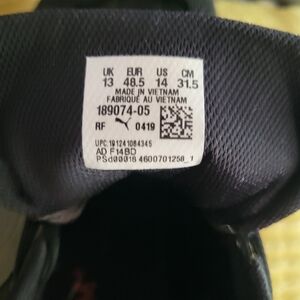 UK EUR US CM
13 48.5 14 31.5
MADE IN VIETNAM
FABRIQUÉ AU VIETNAM
189074-05
RF 0419
UPC:191241084345
AD F14BD
PSd00016 4600701258_1